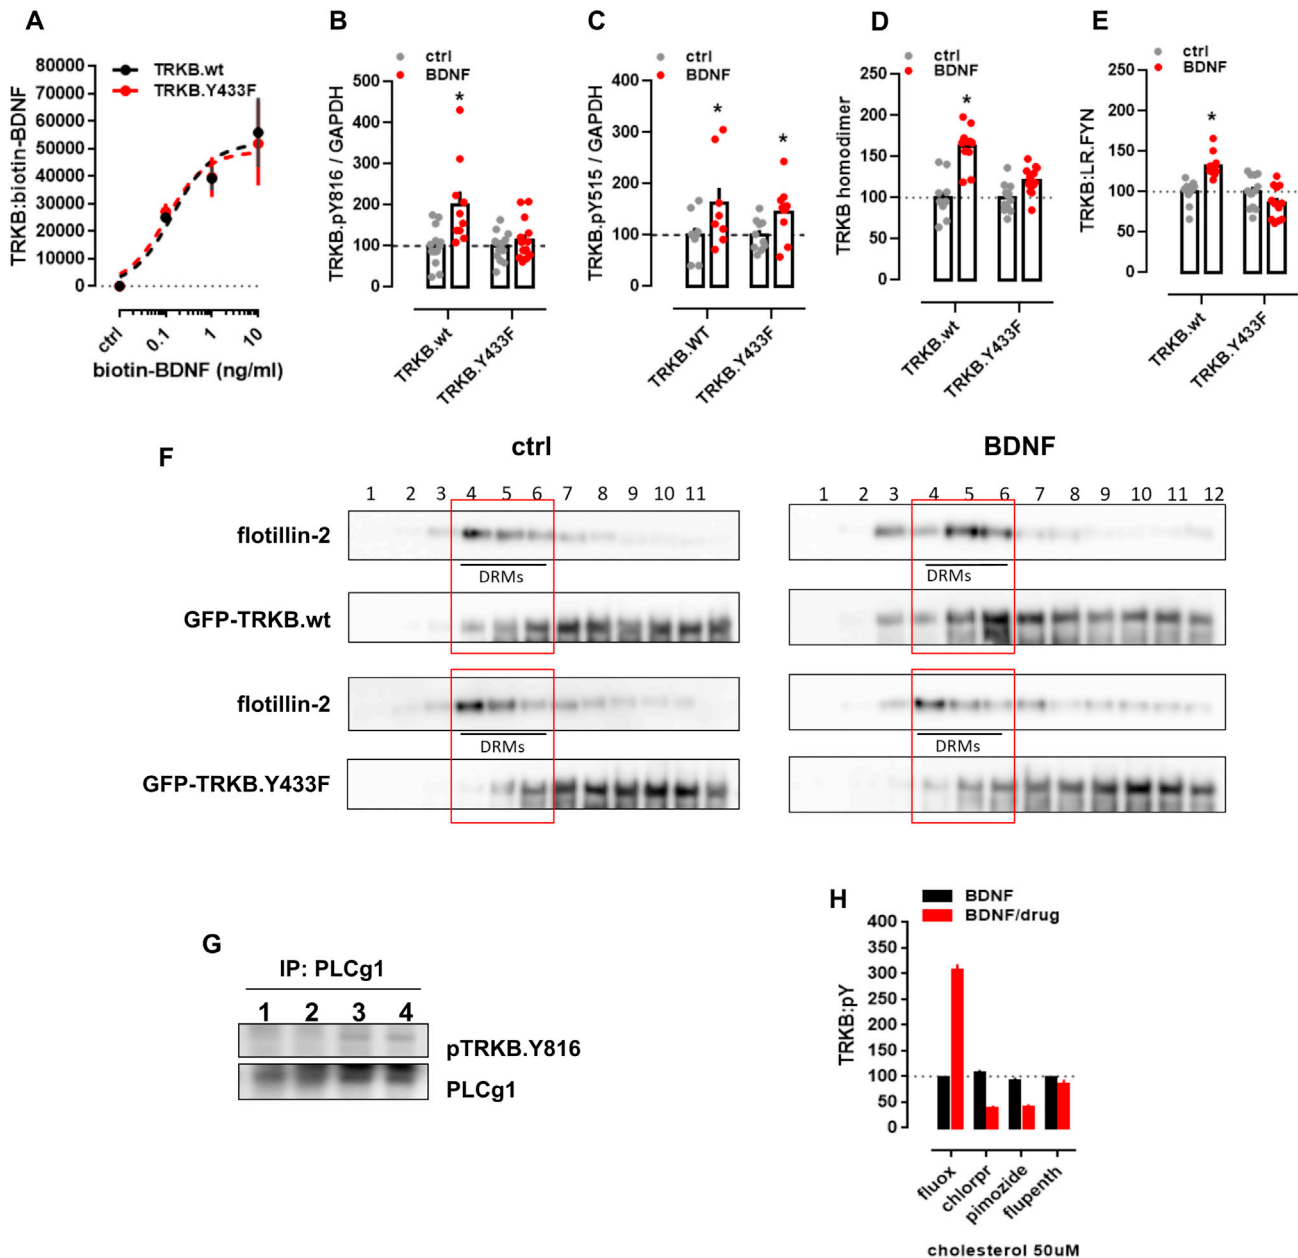 A
TRKB:biotin-BDNF
80000
70000
60000
50000
40000
30000
20000
10000
0
TRKB.wt
TRKB.Y433F
ctrl
0.1
1
10
biotin-BDNF (ng/ml)
B
ctrl
BDNF
TRKB.pY816 / GAPDH
500
400
300
200
100
0
*
TRKB.wt
TRKB.Y433F
C
ctrl
BDNF
TRKB.pY515 / GAPDH
400
300
200
100
0
*
*
TRKB.WT
TRKB.Y433F
D
ctrl
BDNF
TRKB homodimer
250
200
150
100
50
0
*
TRKB.wt
TRKB.Y433F
E
ctrl
BDNF
TRKB:LR.FYN
250
200
150
100
50
0
*
TRKB.wt
TRKB.Y433F
F
ctrl
BDNF
1 2 3 4 5 6 7 8 9 10 11
1 2 3 4 5 6 7 8 9 10 11 12
flotillin-2
DRMs
DRMs
GFP-TRKB.wt
flotillin-2
DRMs
DRMs
GFP-TRKB.Y433F
G
IP: PLCg1
1 2 3 4
pTRKB.Y816
PLCg1
H
BDNF
BDNF/drug
TRKB:pY
400
350
300
250
200
150
100
50
0
fluox
chlorpr
pimozide
flupenth
cholesterol 50uM